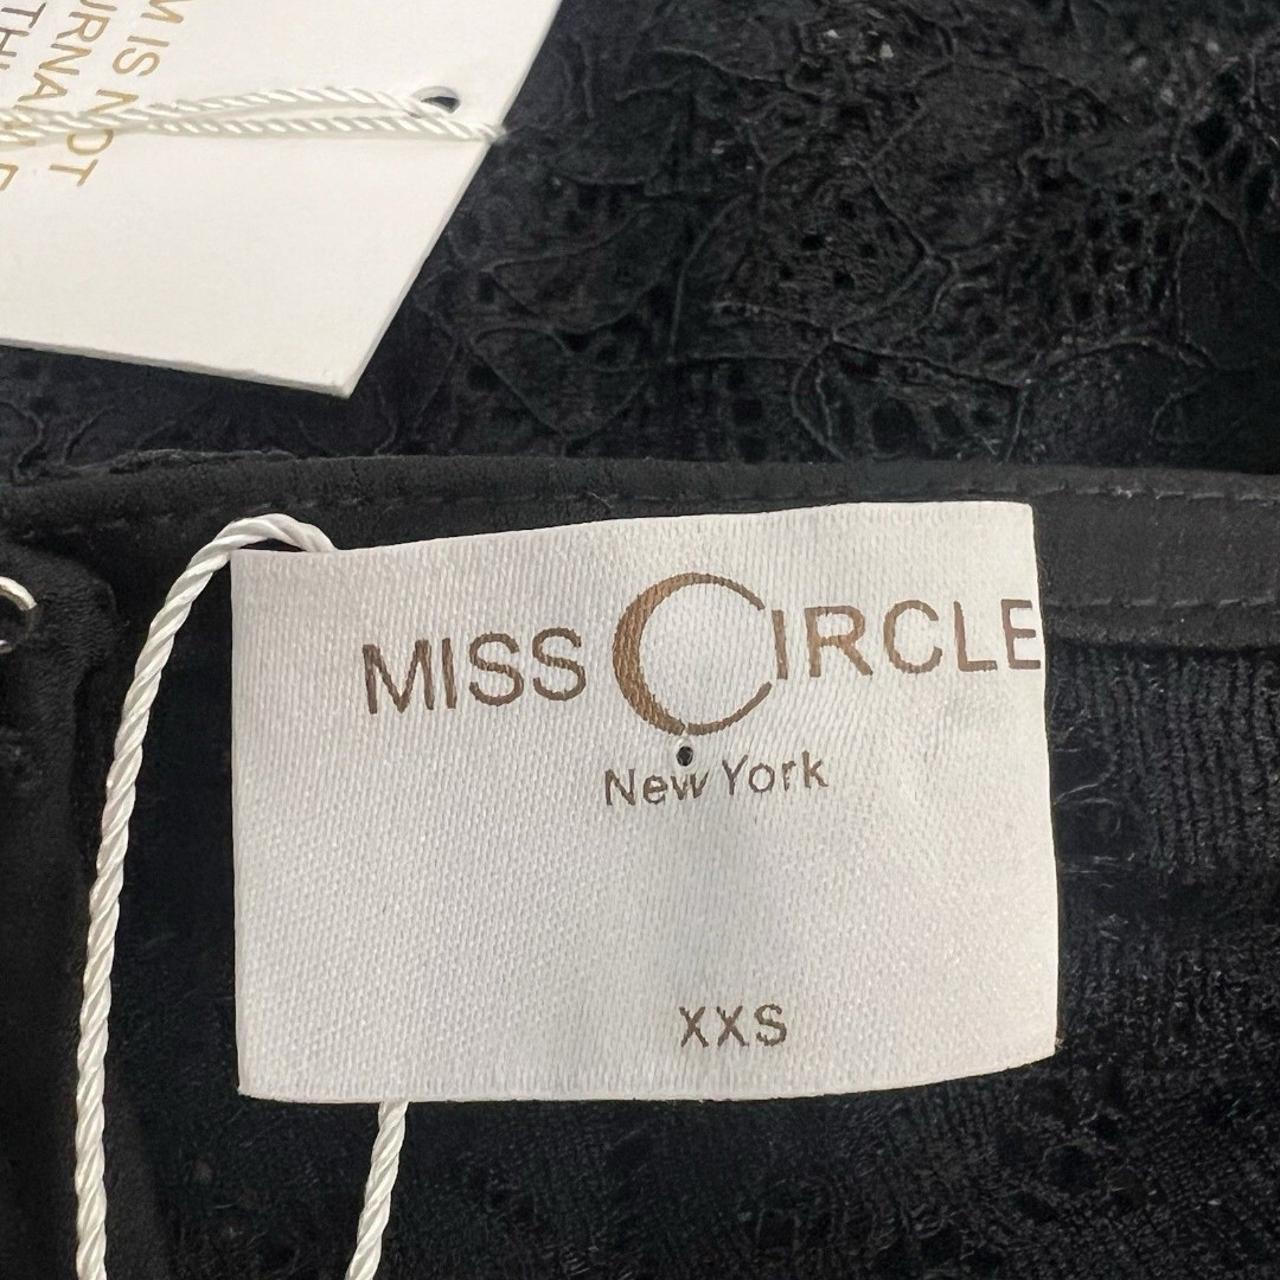 M IS NOT
MISS CIRCLE
New York
XXS